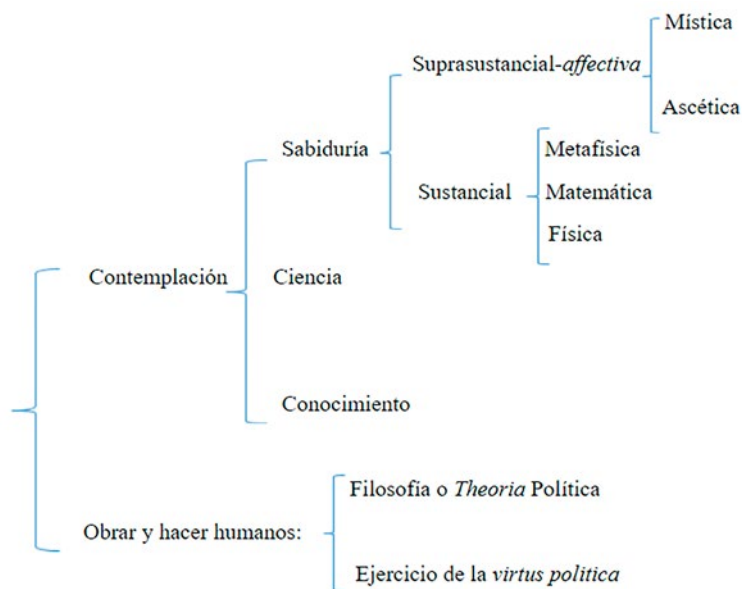 Mística
Suprasustancial-affectiva
Ascética
Sabiduría
Metafísica
Sustancial
Matemática
Física
Contemplación
Ciencia
Conocimiento
Filosofía o Theoria Política
Obrar y hacer humanos:
Ejercicio de la virtus politica